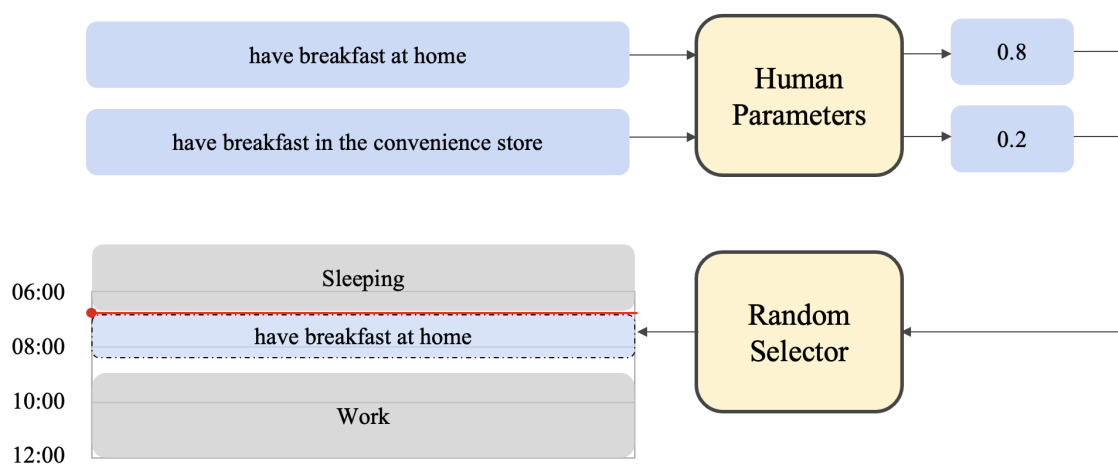 have breakfast at home
Human
Parameters
0.8
have breakfast in the convenience store
0.2
Sleeping
06:00
have breakfast at home
08:00
Random
Selector
10:00
Work
12:00